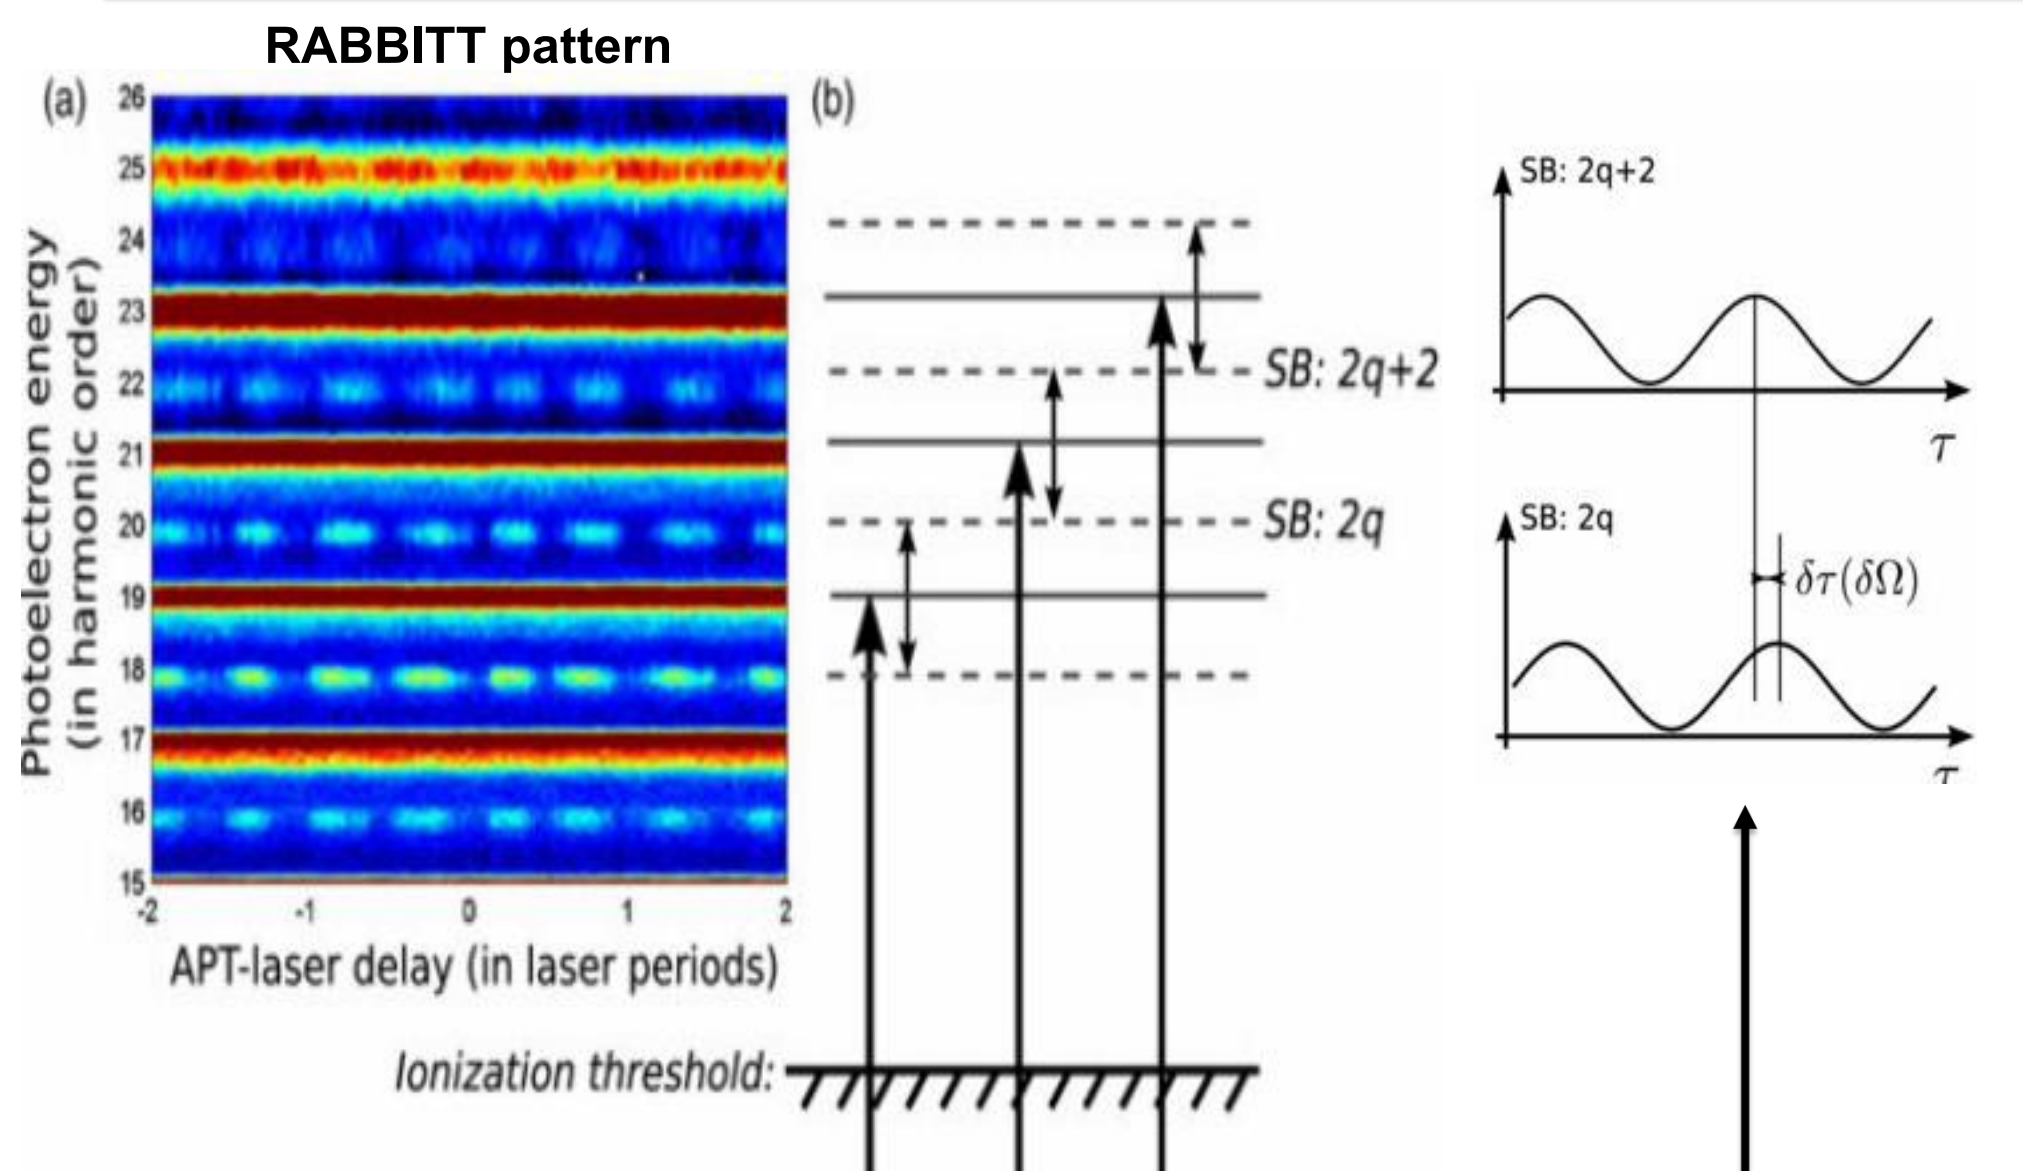 RABBITT pattern
(a)
Photoelectron energy
(in harmonic order)
26
25
24
23
22
21
20
19
18
17
16
15
-2
-1
0
1
2
APT-laser delay (in laser periods)
(b)
SB: 2q+2
SB: 2q
Ionization threshold:
SB: 2q+2
τ
SB: 2q
δτ(δΩ)
τ